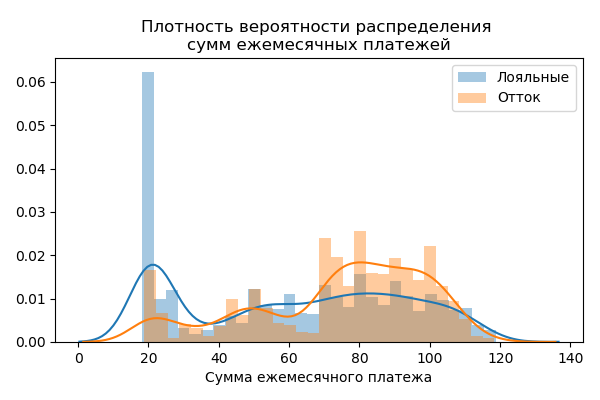 Плотность вероятности распределения
сумм ежемесячных платежей
Лояльные
Отток
0.06
0.05
0.04
0.03
0.02
0.01
0.00
0 20 40 60 80 100 120 140
Сумма ежемесячного платежа